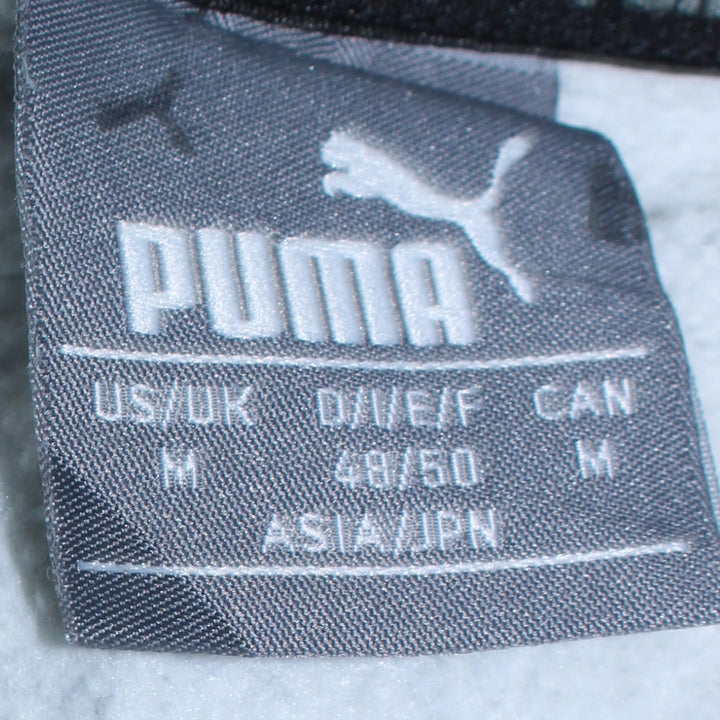 PUMA
US/UK D/I/E/F CAN
M 48/50 M
ASIA/JPN